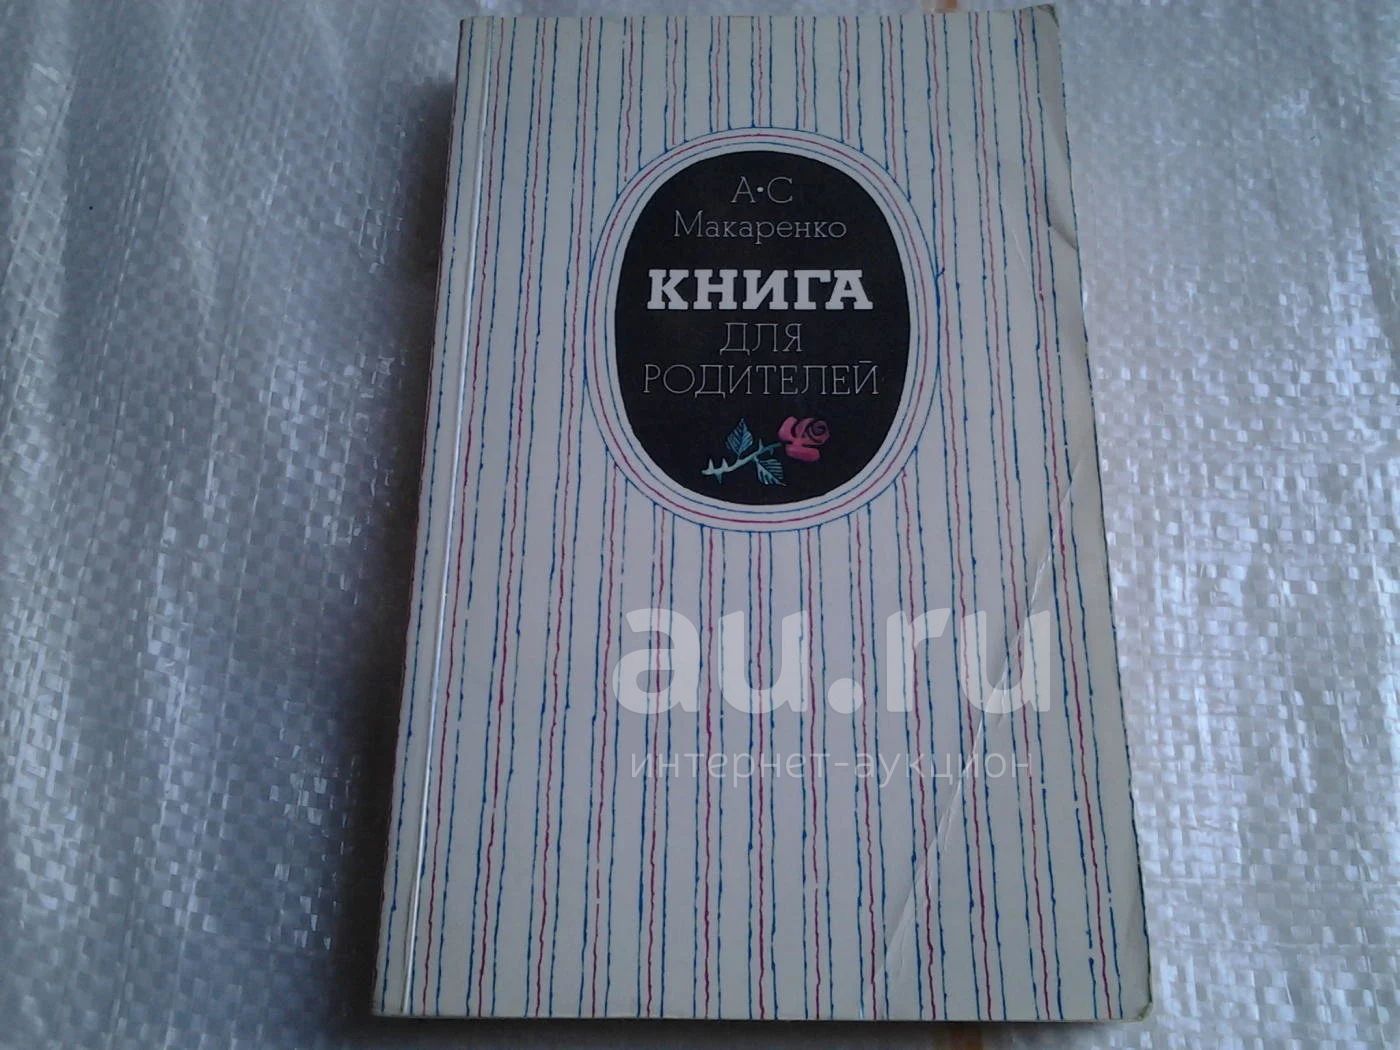 А·С
Макаренко
КНИГА
ДЛЯ
РОДИТЕЛЕЙ
au.ru
интернет-аукцион